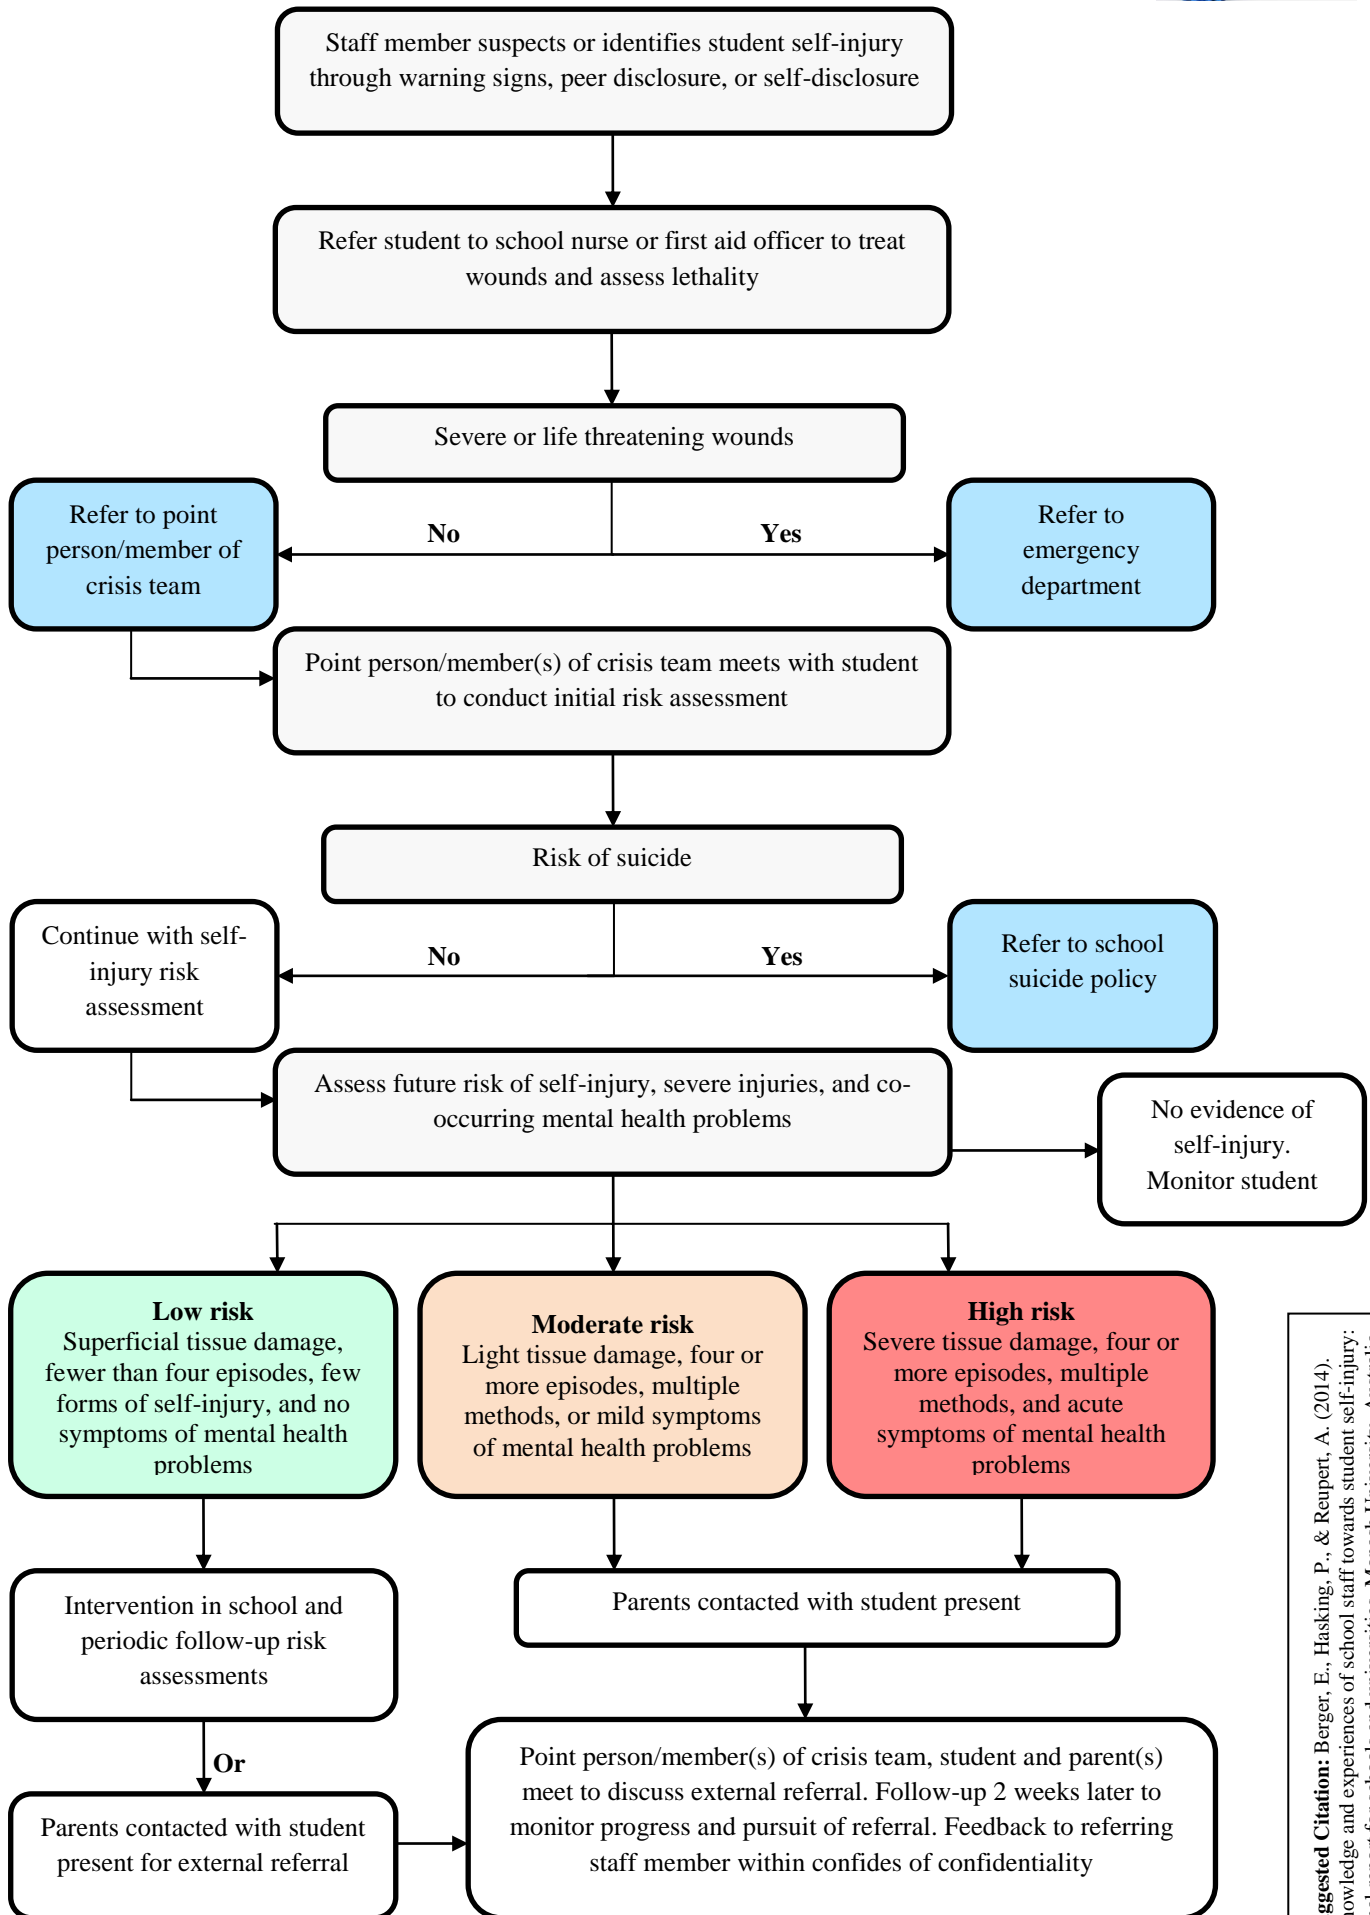 Staff member suspects or identifies student self-injury
through warning signs, peer disclosure, or self-disclosure
Refer student to school nurse or first aid officer to treat
wounds and assess lethality
Severe or life threatening wounds
Refer to point
person/member of
crisis team
No
Yes
Refer to
emergency
department
Point person/member(s) of crisis team meets with student
to conduct initial risk assessment
Risk of suicide
Continue with self-
injury risk
assessment
No
Yes
Refer to school
suicide policy
Assess future risk of self-injury, severe injuries, and co-
occurring mental health problems
No evidence of
self-injury.
Monitor student
Low risk
Superficial tissue damage,
fewer than four episodes, few
forms of self-injury, and no
symptoms of mental health
problems
Moderate risk
Light tissue damage, four or
more episodes, multiple
methods, or mild symptoms
of mental health problems
High risk
Severe tissue damage, four or
more episodes, multiple
methods, and acute
symptoms of mental health
problems
Intervention in school and
periodic follow-up risk
assessments
Or
Parents contacted with student
present for external referral
Parents contacted with student present
Point person/member(s) of crisis team, student and parent(s)
meet to discuss external referral. Follow-up 2 weeks later to
monitor progress and pursuit of referral. Feedback to referring
staff member within confides of confidentiality
ggested Citation: Berger, E., Hasking, P., & Reupert, A. (2014).
nowledge and experiences of school staff towards student self-injury:
report for schools and universities. Monash University, Australia